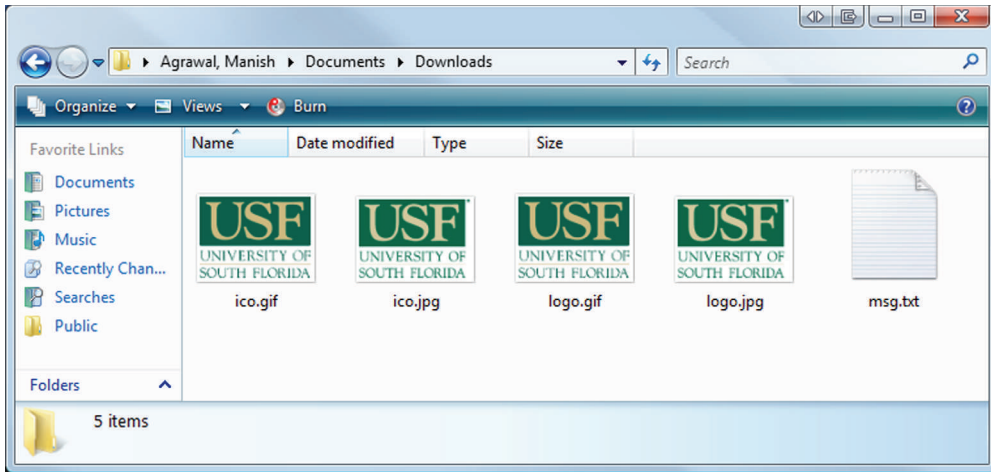 Agrawal, Manish Documents Downloads Search
Organize Views Burn
Favorite Links Name Date modified Type Size
Documents
Pictures
Music
Recently Chan...
Searches
Public
Folders
USF USF USF USF
UNIVERSITY OF UNIVERSITY OF UNIVERSITY OF UNIVERSITY OF
SOUTH FLORIDA SOUTH FLORIDA SOUTH FLORIDA SOUTH FLORIDA
ico.gif ico.jpg logo.gif logo.jpg msg.txt
5 items